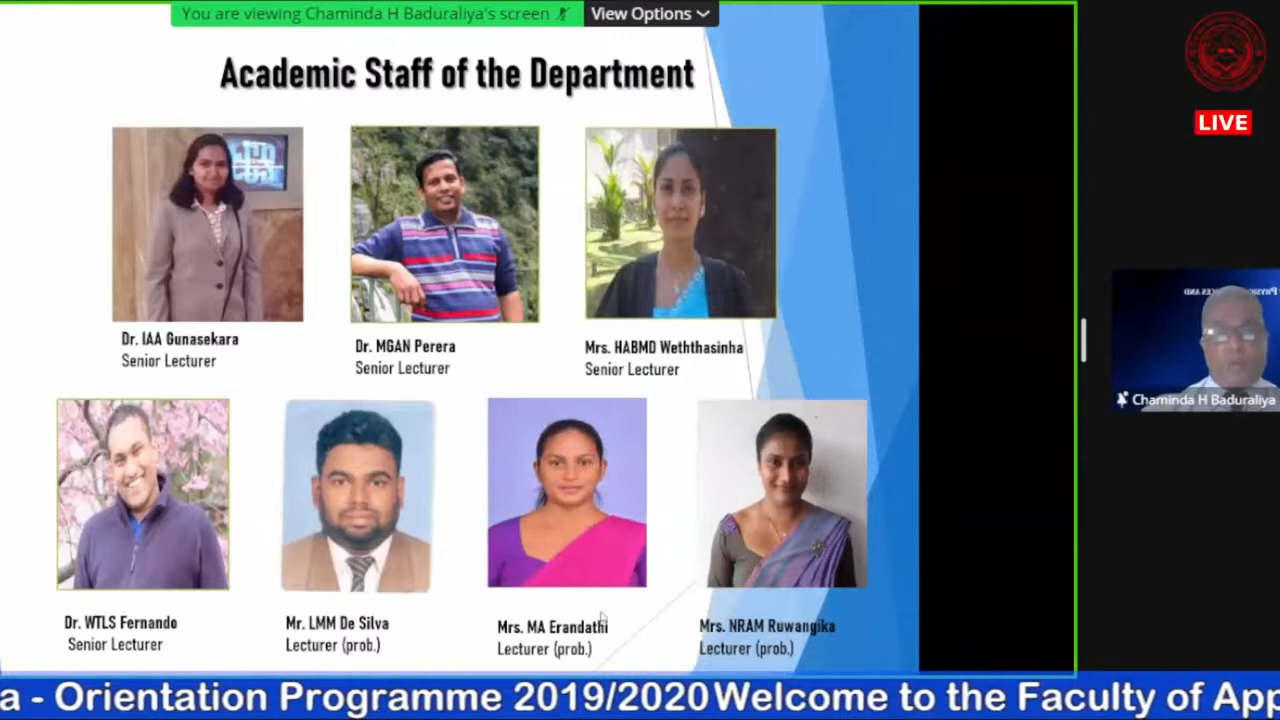 You are viewing Chaminda H Baduraliya's screen
View Options
Academic Staff of the Department
LIVE
Dr. IAA Gunasekara
Senior Lecturer
Dr. MGAN Perera
Senior Lecturer
Mrs. HABMD Weththasinha
Senior Lecturer
Chaminda H Baduraliya
Dr. WTLS Fernando
Senior Lecturer
Mr. LMM De Silva
Lecturer (prob.)
Mrs. MA Erandathi
Lecturer (prob.)
Mrs. NRAM Ruwangika
Lecturer (prob.)
a - Orientation Programme 2019/2020 Welcome to the Faculty of App